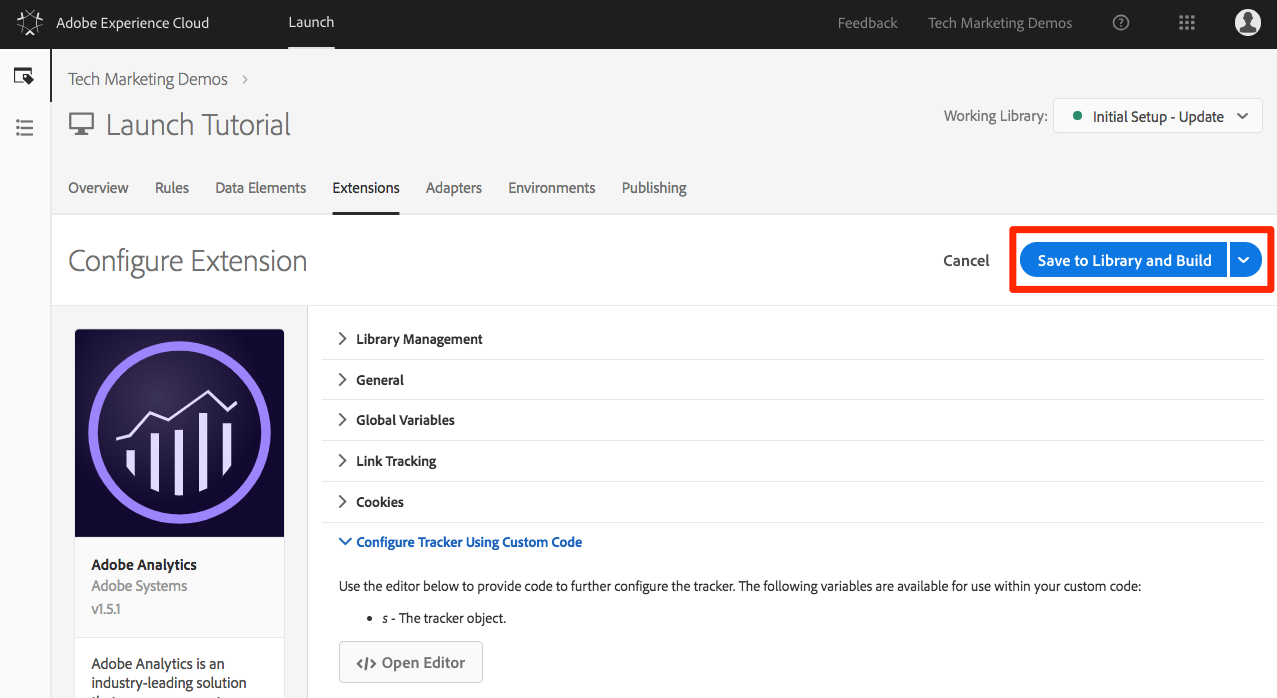 Adobe Experience Cloud
Launch
Feedback
Tech Marketing Demos
Tech Marketing Demos
Launch Tutorial
Working Library:
Initial Setup - Update
Overview
Rules
Data Elements
Extensions
Adapters
Environments
Publishing
Configure Extension
Cancel
Save to Library and Build
Library Management
General
Global Variables
Link Tracking
Cookies
Configure Tracker Using Custom Code
Use the editor below to provide code to further configure the tracker. The following variables are available for use within your custom code:
• s - The tracker object.
</> Open Editor
Adobe Analytics
Adobe Systems
v1.5.1
Adobe Analytics is an
industry-leading solution